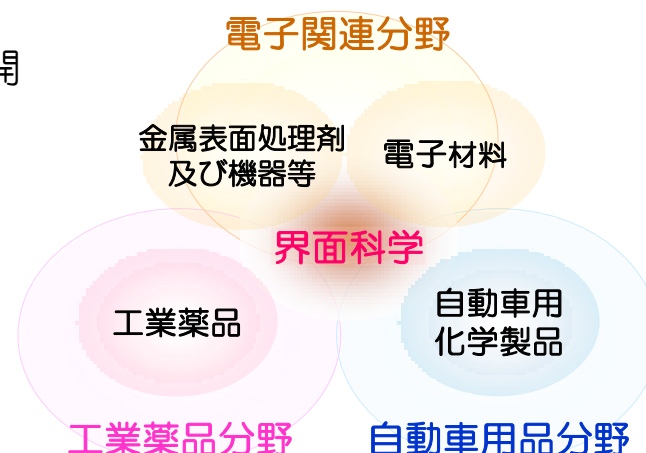 電子関連分野
開
金属表面処理剤
及び機器等
電子材料
界面科学
工業薬品
自動車用
化学製品
工業薬品分野
自動車用品分野